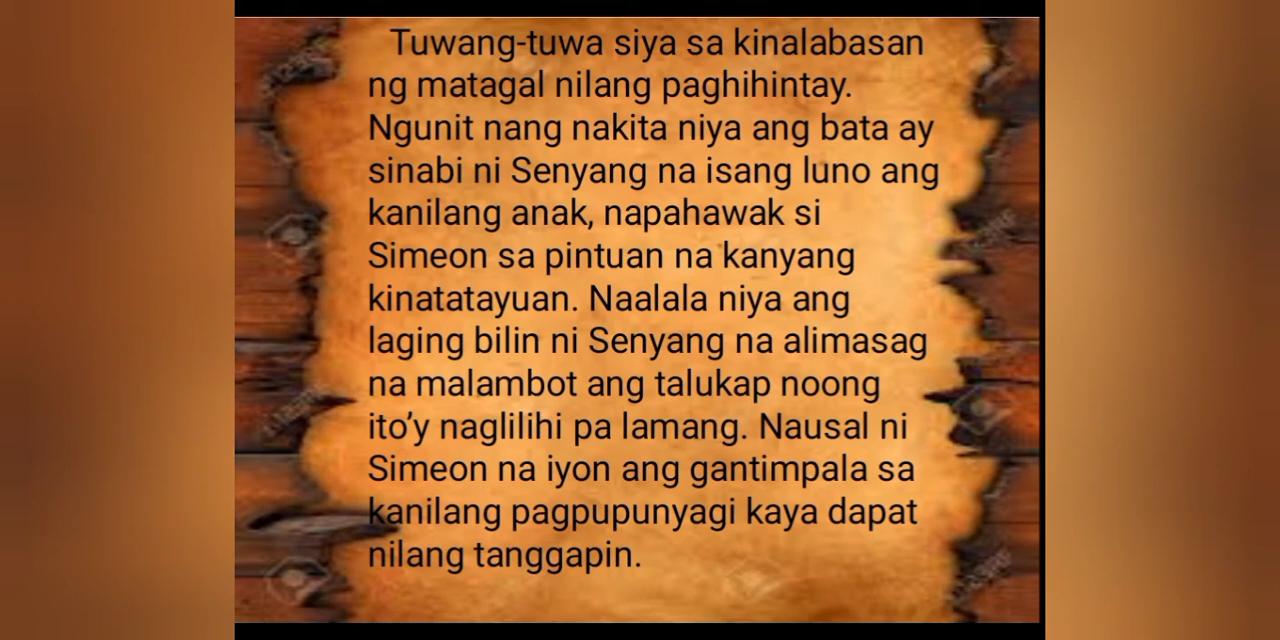 Tuwang-tuwa siya sa kinalabasan
ng matagal nilang paghihintay.
Ngunit nang nakita niya ang bata ay
sinabi ni Senyang na isang luno ang
kanilang anak, napahawak si
Simeon sa pintuan na kanyang
kinatatayuan. Naalala niya ang
laging bilin ni Senyang na alimasag
na malambot ang talukap noong
ito’y naglilihi pa lamang. Nausal ni
Simeon na iyon ang gantimpala sa
kanilang pagpupunyagi kaya dapat
nilang tanggapin.